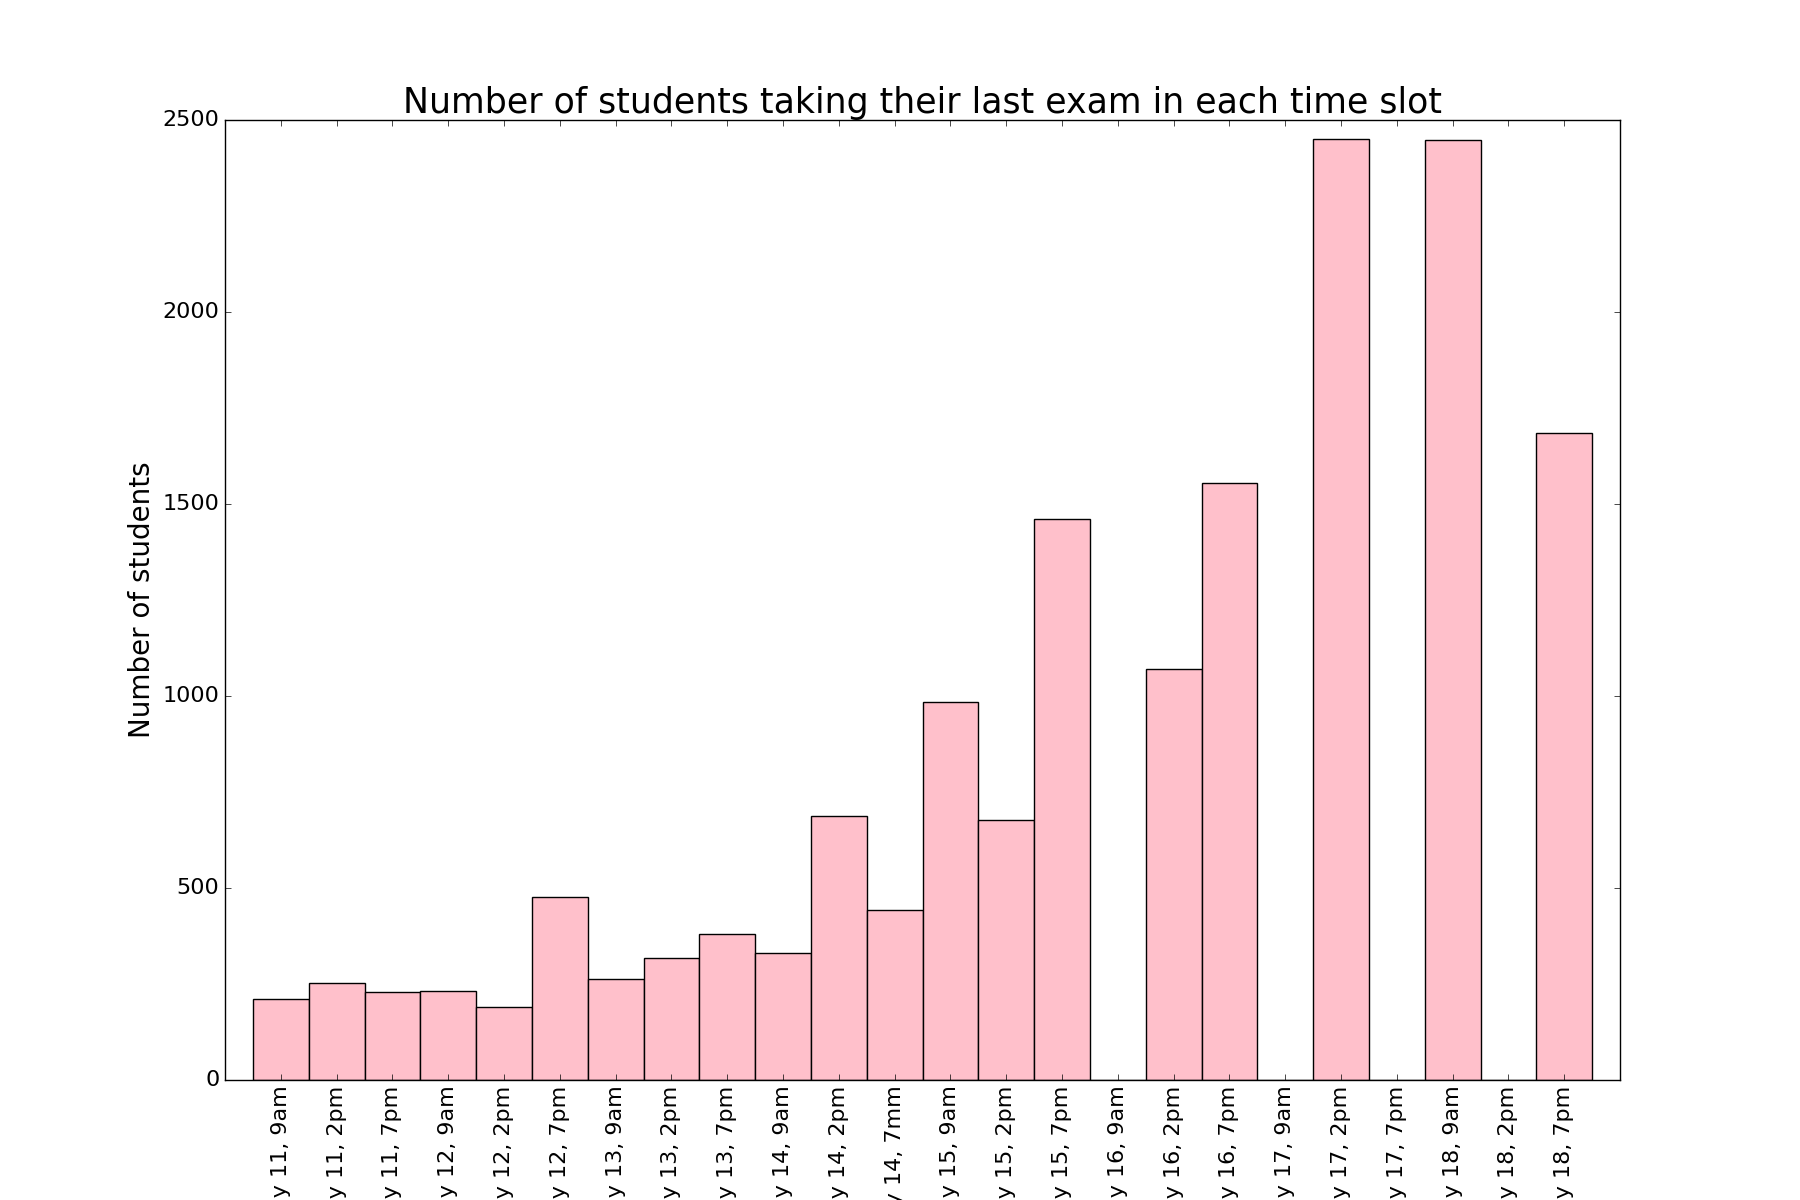 Number of students taking their last exam in each time slot
Number of students
2500
2000
1500
1000
500
0
y 11, 9am
y 11, 2pm
y 11, 7pm
y 12, 9am
y 12, 2pm
y 12, 7pm
y 13, 9am
y 13, 2pm
y 13, 7pm
y 14, 9am
y 14, 2pm
y 14, 7mm
y 15, 9am
y 15, 2pm
y 15, 7pm
y 16, 9am
y 16, 2pm
y 16, 7pm
y 17, 9am
y 17, 2pm
y 17, 7pm
y 18, 9am
y 18, 2pm
y 18, 7pm